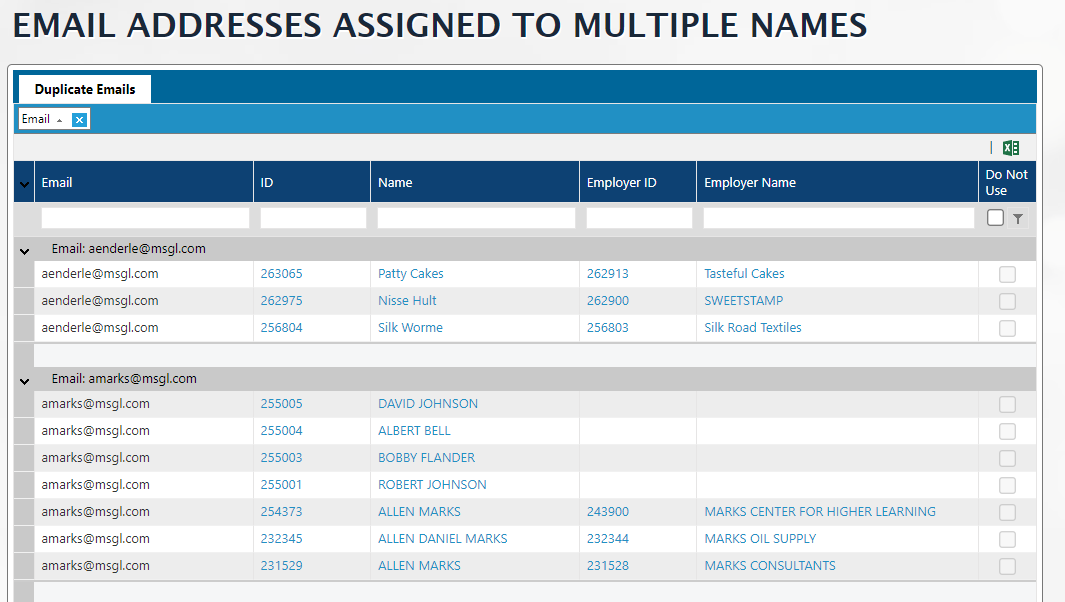 EMAIL ADDRESSES ASSIGNED TO MULTIPLE NAMES
Duplicate Emails
Email
Email ID Name Employer ID Employer Name Do Not Use
Email: aenderle@msgl.com
aenderle@msgl.com 263065 Patty Cakes 262913 Tasteful Cakes
aenderle@msgl.com 262975 Nisse Hult 262900 SWEETSTAMP
aenderle@msgl.com 256804 Silk Worme 256803 Silk Road Textiles
Email: amarks@msgl.com
amarks@msgl.com 255005 DAVID JOHNSON
amarks@msgl.com 255004 ALBERT BELL
amarks@msgl.com 255003 BOBBY FLANDER
amarks@msgl.com 255001 ROBERT JOHNSON
amarks@msgl.com 254373 ALLEN MARKS 243900 MARKS CENTER FOR HIGHER LEARNING
amarks@msgl.com 232345 ALLEN DANIEL MARKS 232344 MARKS OIL SUPPLY
amarks@msgl.com 231529 ALLEN MARKS 231528 MARKS CONSULTANTS